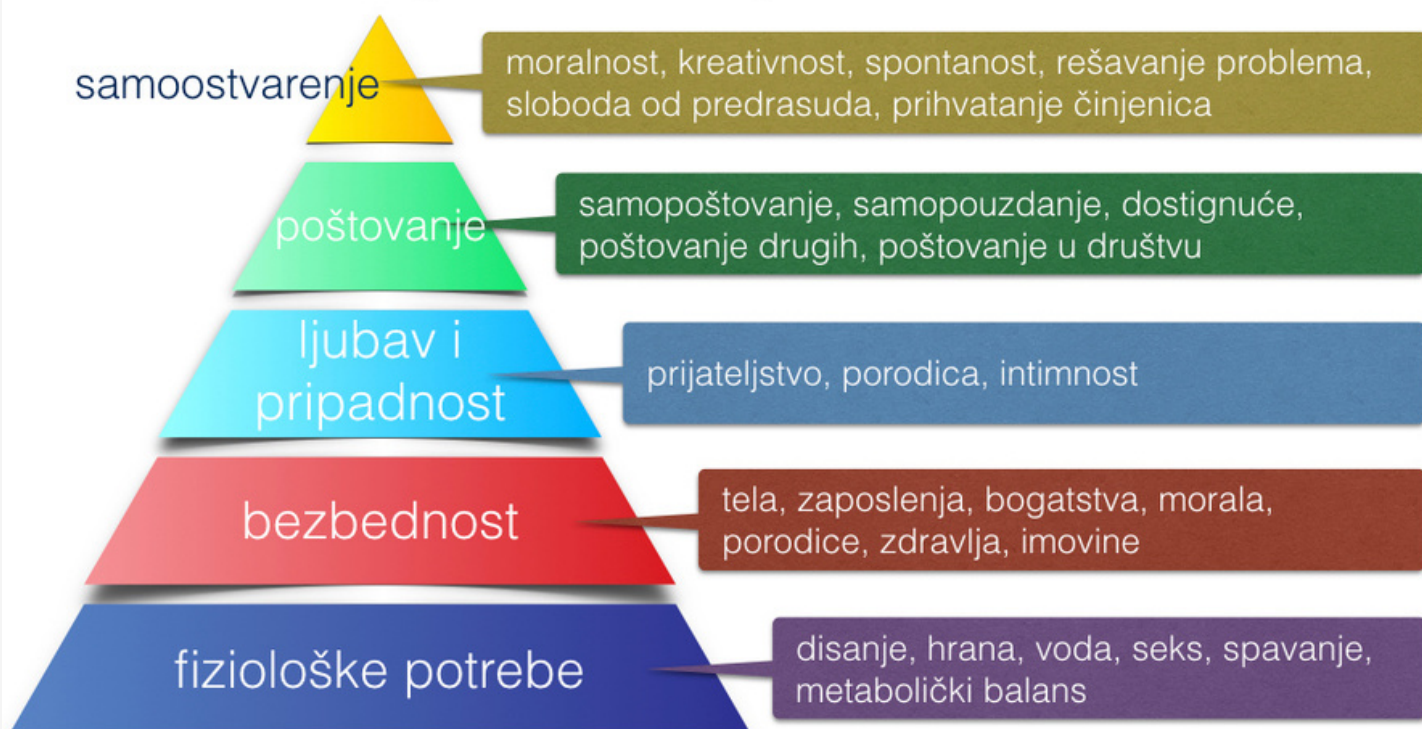 samoostvarenje
moralnost, kreativnost, spontanost, rešavanje problema,
sloboda od predrasuda, prihvatanje činjenica
poštovanje
samopoštovanje, samopouzdanje, dostignuće,
poštovanje drugih, poštovanje u društvu
ljubav i
pripadnost
prijateljstvo, porodica, intimnost
bezbednost
tela, zaposlenja, bogatstva, morala,
porodice, zdravlja, imovine
fiziološke potrebe
disanje, hrana, voda, seks, spavanje,
metabolički balans